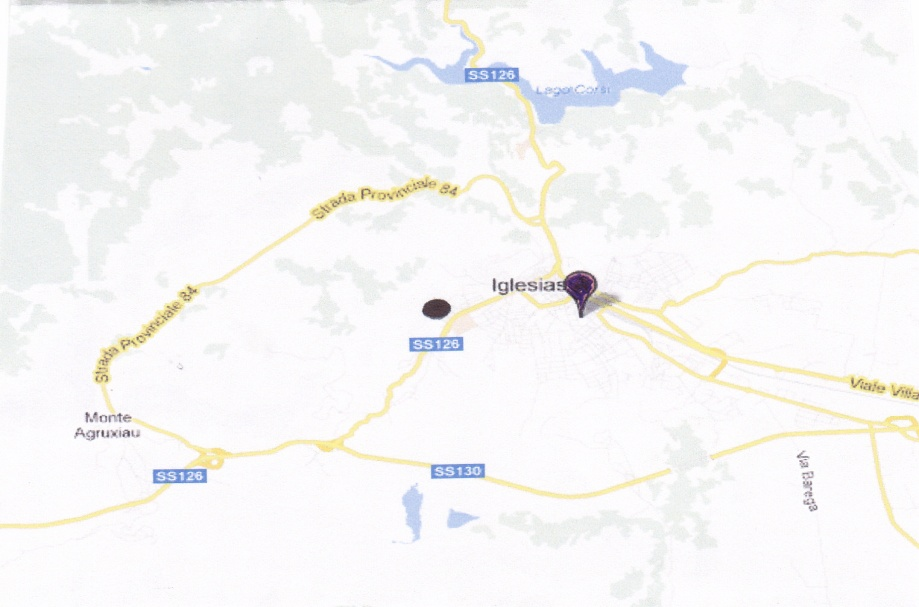 SS126
Lago Corsi
Strada Provinciale 84
Iglesias
Strada Provinciale 84
SS126
Viale Villa
Monte
Agruxiau
SS126
SS130
Via Barega